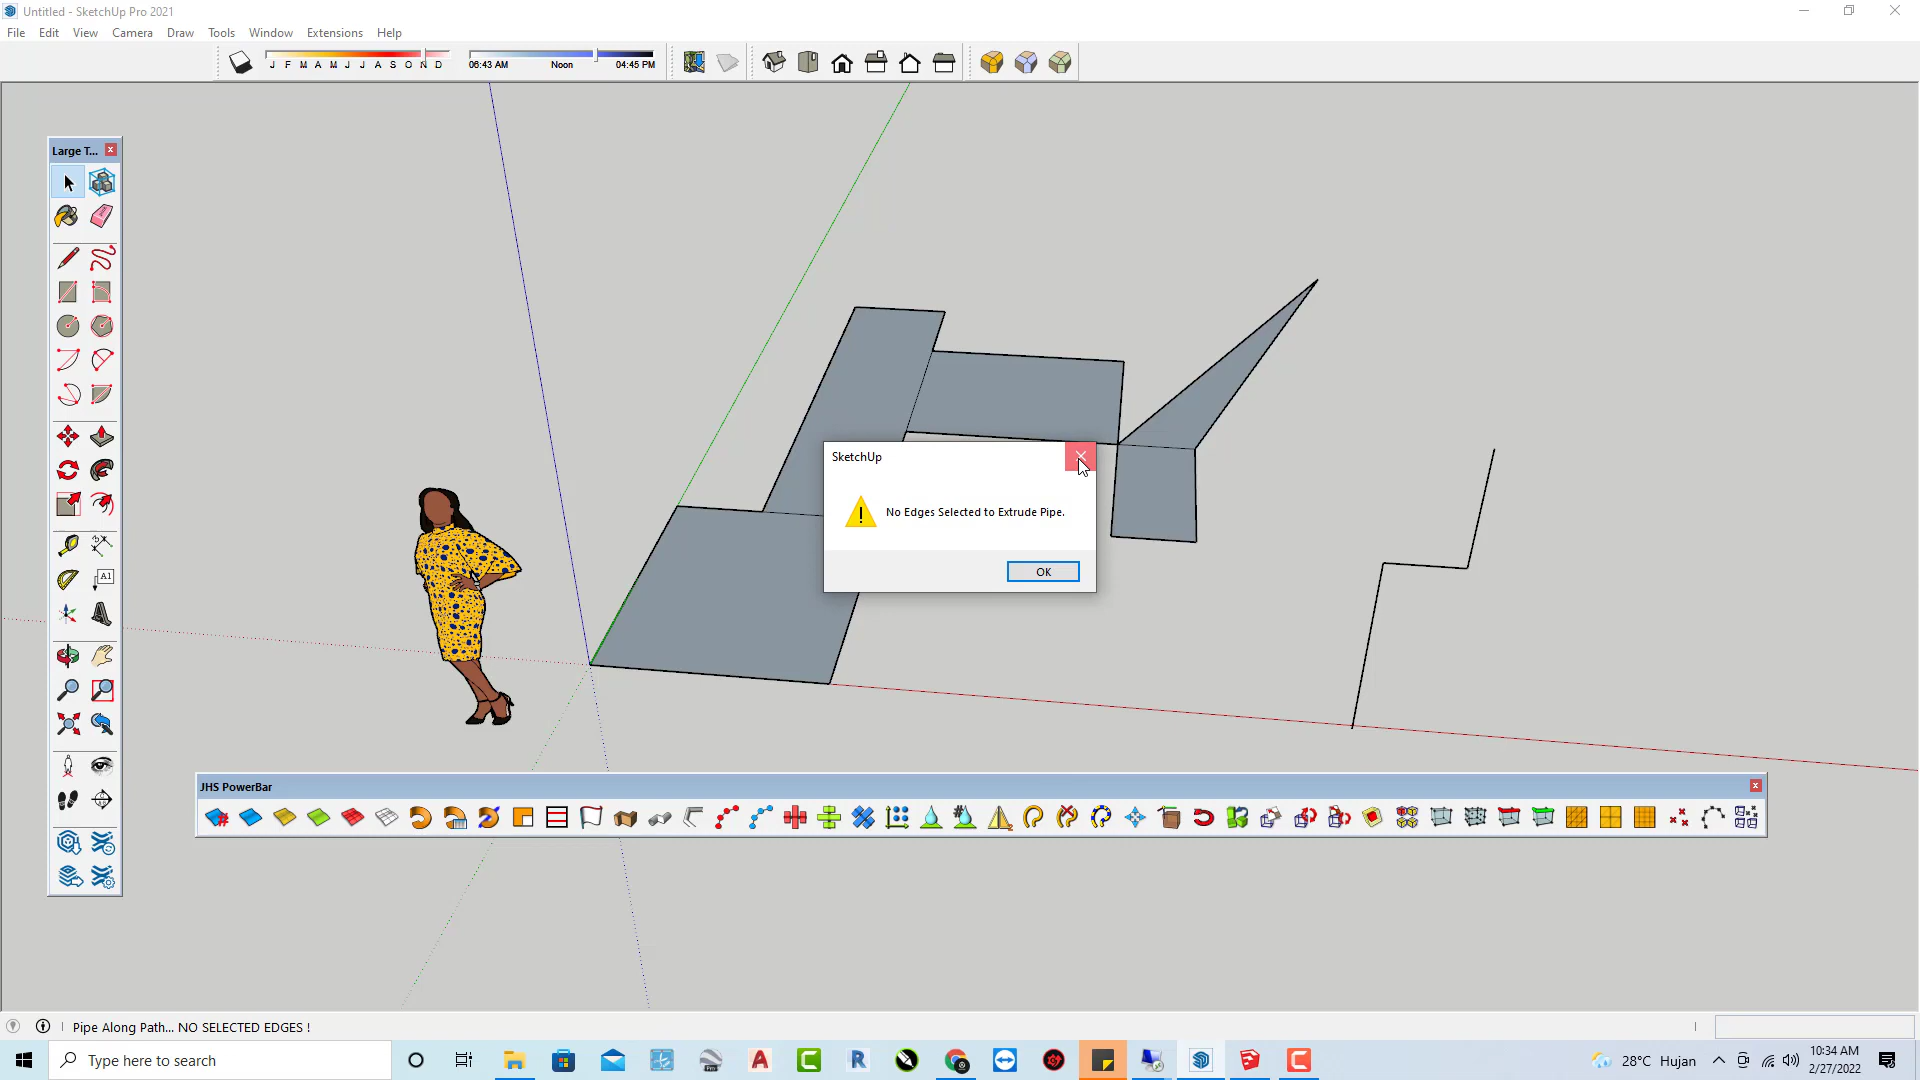 Untitled - SketchUp Pro 2021
File Edit View Camera Draw Tools Window Extensions Help
J F M A M J J A S O N D
06:43 AM Noon 04:45 PM
Large T...
A1
SketchUp
No Edges Selected to Extrude Pipe.
OK
JHS PowerBar
Pipe Along Path... NO SELECTED EDGES !
Type here to search
28°C Hujan
10:34 AM
2/27/2022